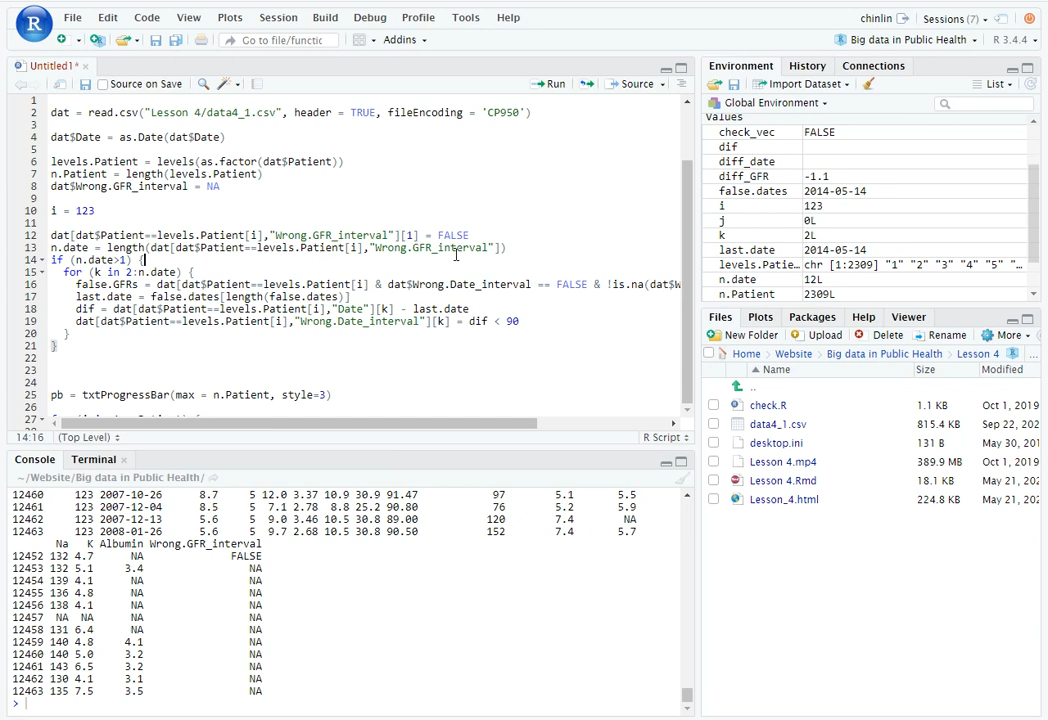 R File Edit Code View Plots Session Build Debug Profile Tools Help chinlin Sessions (7)
Go to file/functic Addins Big data in Public Health R 3.4.4
Untitled1*
Source on Save Run Source
1
2 dat = read.csv("Lesson 4/data4_1.csv", header = TRUE, fileEncoding = 'CP950')
3
4 dat$Date = as.Date(dat$Date)
5
6 levels.Patient = levels(as.factor(dat$Patient))
7 n.Patient = length(levels.Patient)
8 dat$Wrong.GFR_interval = NA
9
10 i = 123
11
12 dat[dat$Patient==levels.Patient[i],"Wrong.GFR_interval"][1] = FALSE
13 n.date = length(dat[dat$Patient==levels.Patient[i],"Wrong.GFR_interval"])
14 if (n.date>1) {
15 for (k in 2:n.date) {
16 false.GFRs = dat[dat$Patient==levels.Patient[i] & dat$Wrong.Date_interval == FALSE & !is.na(dat$W
17 last.date = false.dates[length(false.dates)]
18 dif = dat[dat$Patient==levels.Patient[i],"Date"][k] - last.date
19 dat[dat$Patient==levels.Patient[i],"Wrong.Date_interval"][k] = dif < 90
20 }
21 }
22
23
24
25 pb = txtProgressBar(max = n.Patient, style=3)
26
27
14:16 (Top Level) R Script
Console Terminal
~/Website/Big data in Public Health/
12460 123 2007-10-26 8.7 5 12.0 3.37 10.9 30.9 91.47 97 5.1 5.5
12461 123 2007-12-04 8.5 5 7.1 2.78 8.8 25.2 90.80 76 5.2 5.9
12462 123 2007-12-13 5.6 5 9.0 3.46 10.5 30.8 89.00 120 7.4 NA
12463 123 2008-01-26 5.6 5 9.7 2.68 10.5 30.8 90.50 152 7.4 5.7
Na K Albumin Wrong.GFR_interval
12452 132 4.7 NA FALSE
12453 132 5.1 3.4 NA
12454 139 4.1 NA NA
12455 136 4.8 NA NA
12456 138 4.1 NA NA
12457 NA NA NA NA
12458 131 6.4 NA NA
12459 140 4.8 4.1 NA
12460 140 5.0 3.2 NA
12461 143 6.5 3.2 NA
12462 130 4.1 3.1 NA
12463 135 7.5 3.5 NA
>
Environment History Connections
Import Dataset List
Global Environment
Values
check_vec FALSE
dif
diff_date
diff_GFR -1.1
false.dates 2014-05-14
i 123
j 0L
k 2L
last.date 2014-05-14
levels.Patie… chr [1:2309] "1" "2" "3" "4" "5" "…
n.date 12L
n.Patient 2309L
Files Plots Packages Help Viewer
New Folder Upload Delete Rename More
Home Website Big data in Public Health Lesson 4 ...
Name Size Modified
..
check.R 1.1 KB Oct 1, 2019
data4_1.csv 815.4 KB Sep 22, 202
desktop.ini 131 B May 30, 201
Lesson 4.mp4 389.9 MB Oct 1, 2019
Lesson 4.Rmd 18.1 KB May 21, 202
Lesson_4.html 224.8 KB May 21, 202